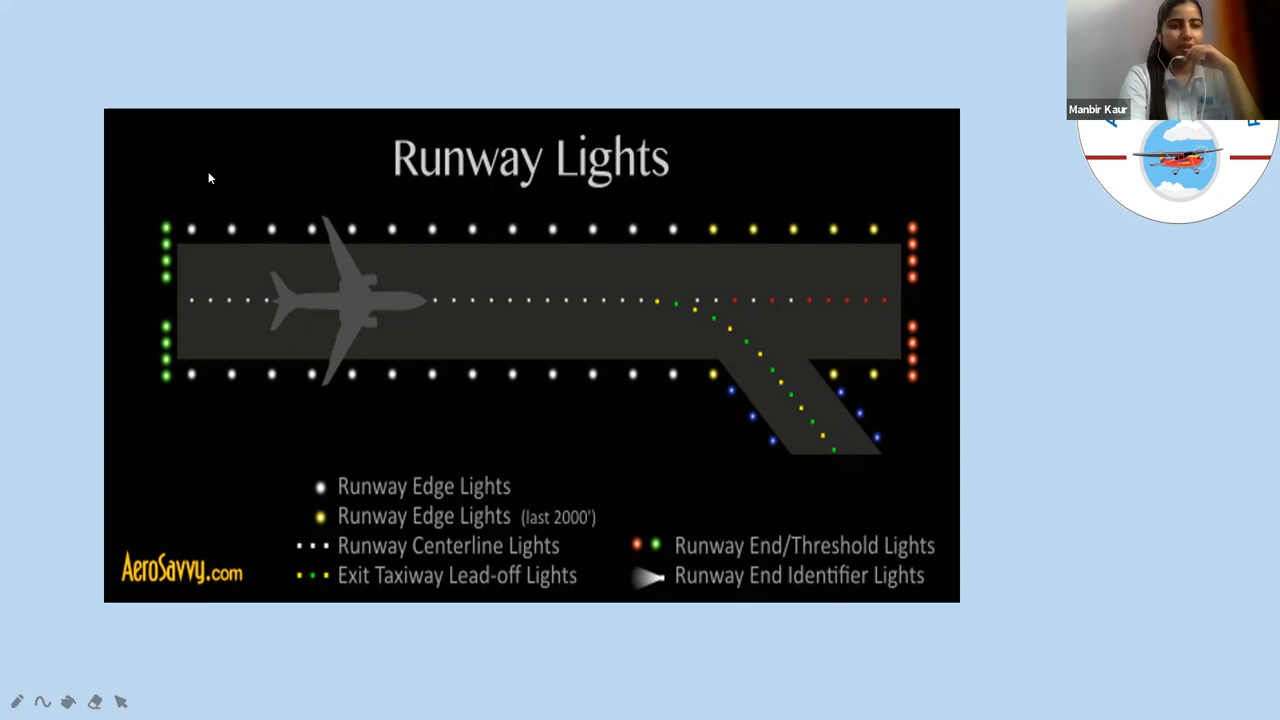 Manbir Kaur
Runway Lights
Runway Edge Lights
Runway Edge Lights (last 2000')
Runway Centerline Lights
Exit Taxiway Lead-off Lights
Runway End/Threshold Lights
Runway End Identifier Lights
AeroSavvy.com